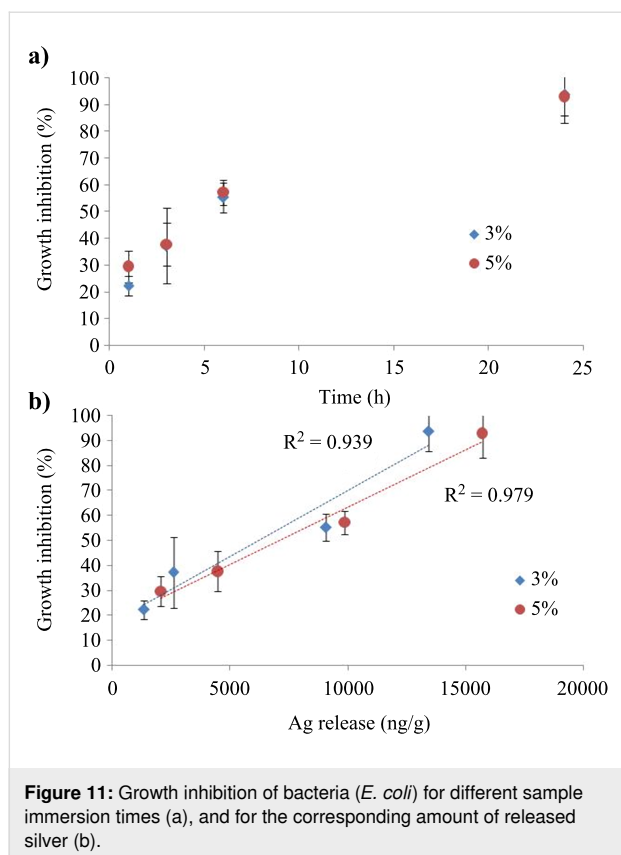 a)
100
90
80
70
60
50
40
30
20
10
0
Growth inhibition (%)
3%
5%
0 5 10 15 20 25
Time (h)
b)
100
90
80
70
60
50
40
30
20
10
0
Growth inhibition (%)
R² = 0.939
R² = 0.979
3%
5%
0 5000 10000 15000 20000
Ag release (ng/g)
Figure 11: Growth inhibition of bacteria (E. coli) for different sample
immersion times (a), and for the corresponding amount of released
silver (b).